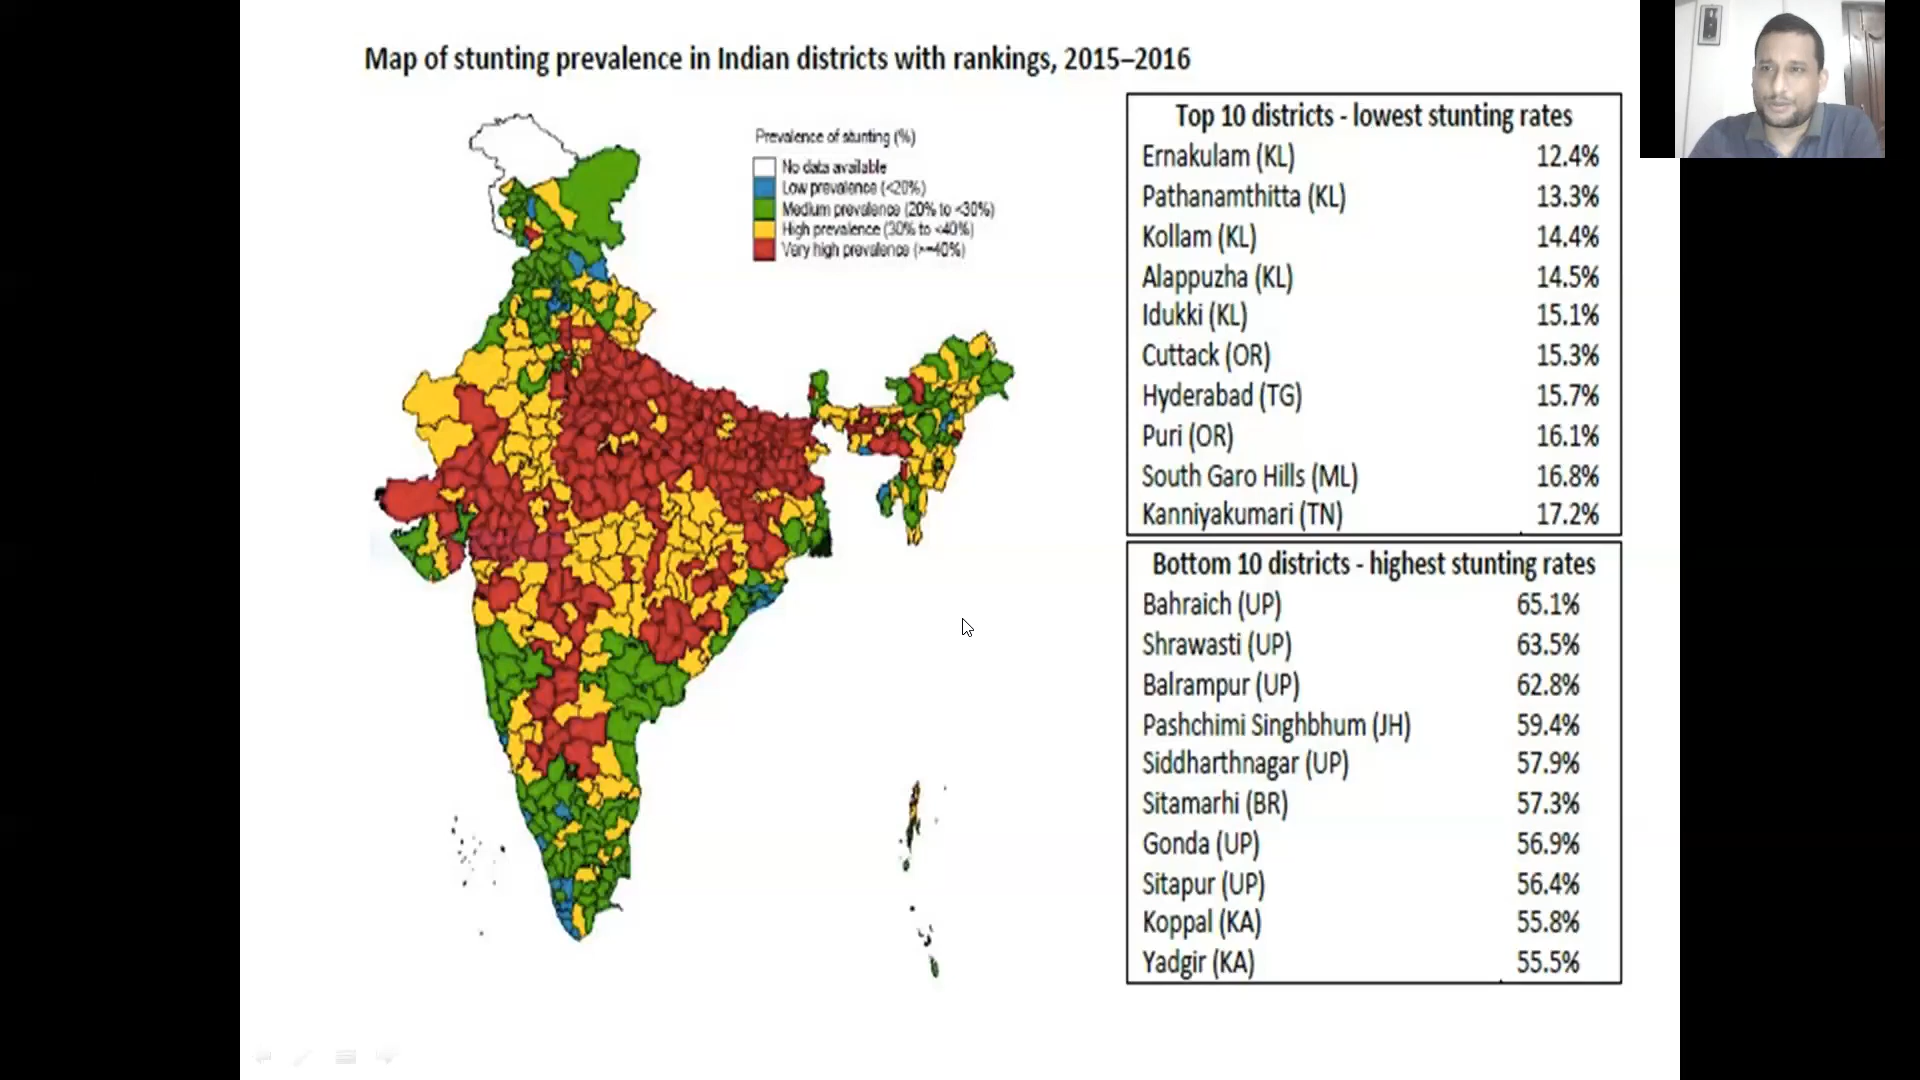 Map of stunting prevalence in Indian districts with rankings, 2015–2016
Prevalence of stunting (%)
No data available
Low prevalence (<20%)
Medium prevalence (20% to <30%)
High prevalence (30% to <40%)
Very high prevalence (>=40%)
Top 10 districts - lowest stunting rates
Ernakulam (KL) 12.4%
Pathanamthitta (KL) 13.3%
Kollam (KL) 14.4%
Alappuzha (KL) 14.5%
Idukki (KL) 15.1%
Cuttack (OR) 15.3%
Hyderabad (TG) 15.7%
Puri (OR) 16.1%
South Garo Hills (ML) 16.8%
Kanniyakumari (TN) 17.2%
Bottom 10 districts - highest stunting rates
Bahraich (UP) 65.1%
Shrawasti (UP) 63.5%
Balrampur (UP) 62.8%
Pashchimi Singhbhum (JH) 59.4%
Siddharthnagar (UP) 57.9%
Sitamarhi (BR) 57.3%
Gonda (UP) 56.9%
Sitapur (UP) 56.4%
Koppal (KA) 55.8%
Yadgir (KA) 55.5%